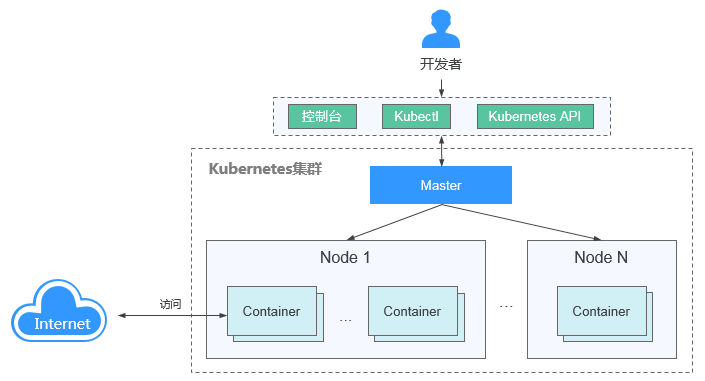 开发者
控制台
Kubectl
Kubernetes API
Kubernetes集群
Master
Node 1
Node N
Internet
访问
Container
...
Container
...
Container